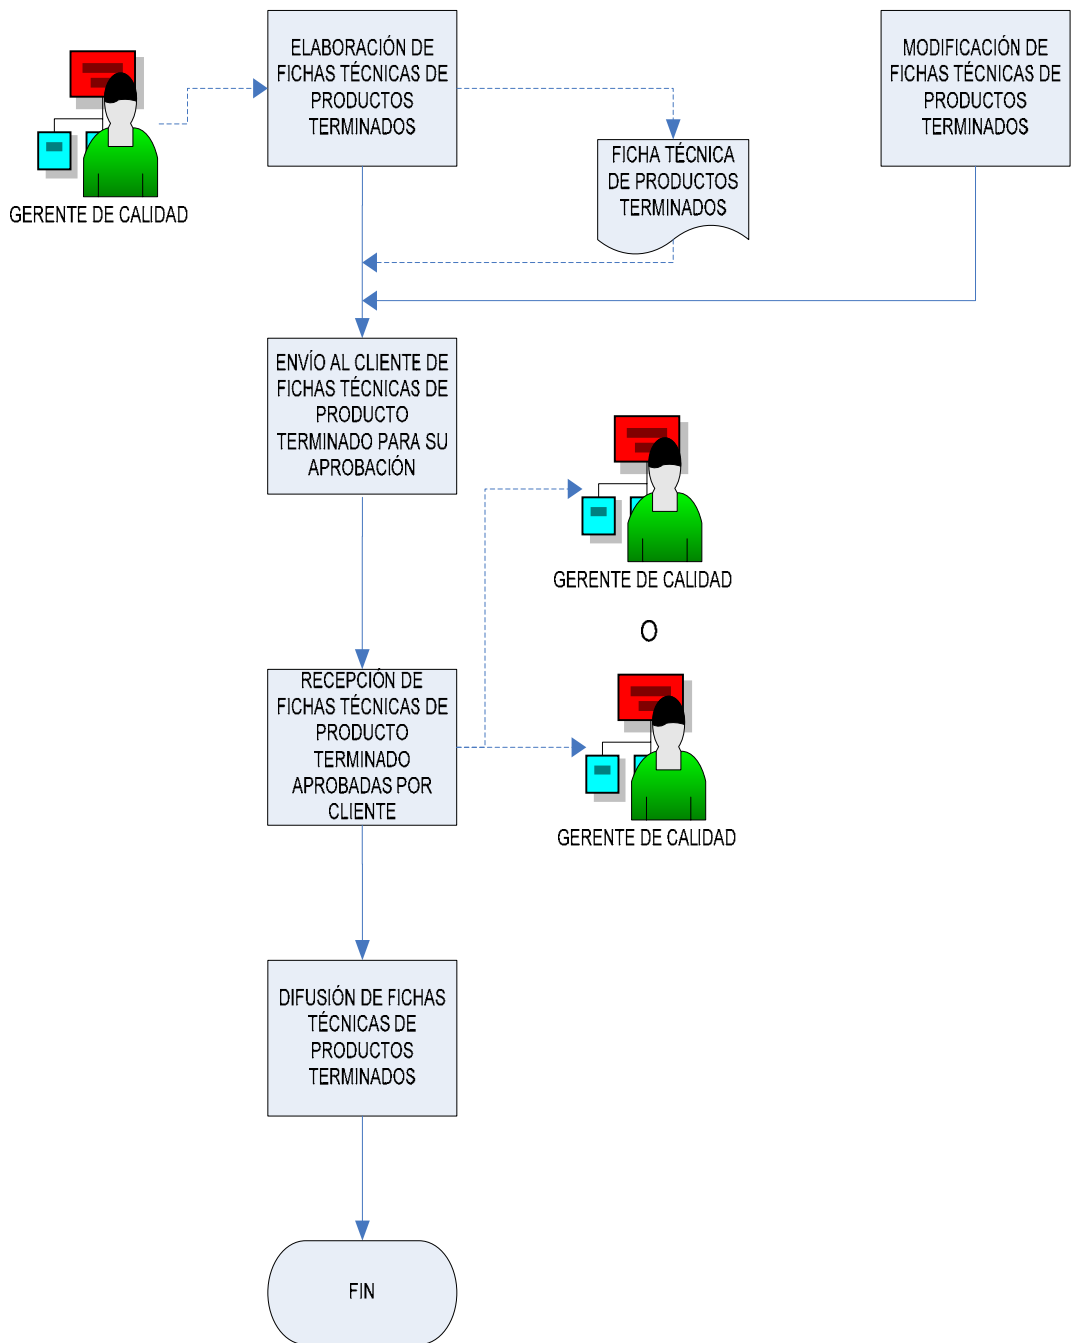 ELABORACIÓN DE
FICHAS TÉCNICAS DE
PRODUCTOS
TERMINADOS
MODIFICACIÓN DE
FICHAS TÉCNICAS DE
PRODUCTOS
TERMINADOS
GERENTE DE CALIDAD
FICHA TÉCNICA
DE PRODUCTOS
TERMINADOS
ENVÍO AL CLIENTE DE
FICHAS TÉCNICAS DE
PRODUCTO
TERMINADO PARA SU
APROBACIÓN
GERENTE DE CALIDAD
O
RECEPCIÓN DE
FICHAS TÉCNICAS DE
PRODUCTO
TERMINADO
APROBADAS POR
CLIENTE
GERENTE DE CALIDAD
DIFUSIÓN DE FICHAS
TÉCNICAS DE
PRODUCTOS
TERMINADOS
FIN